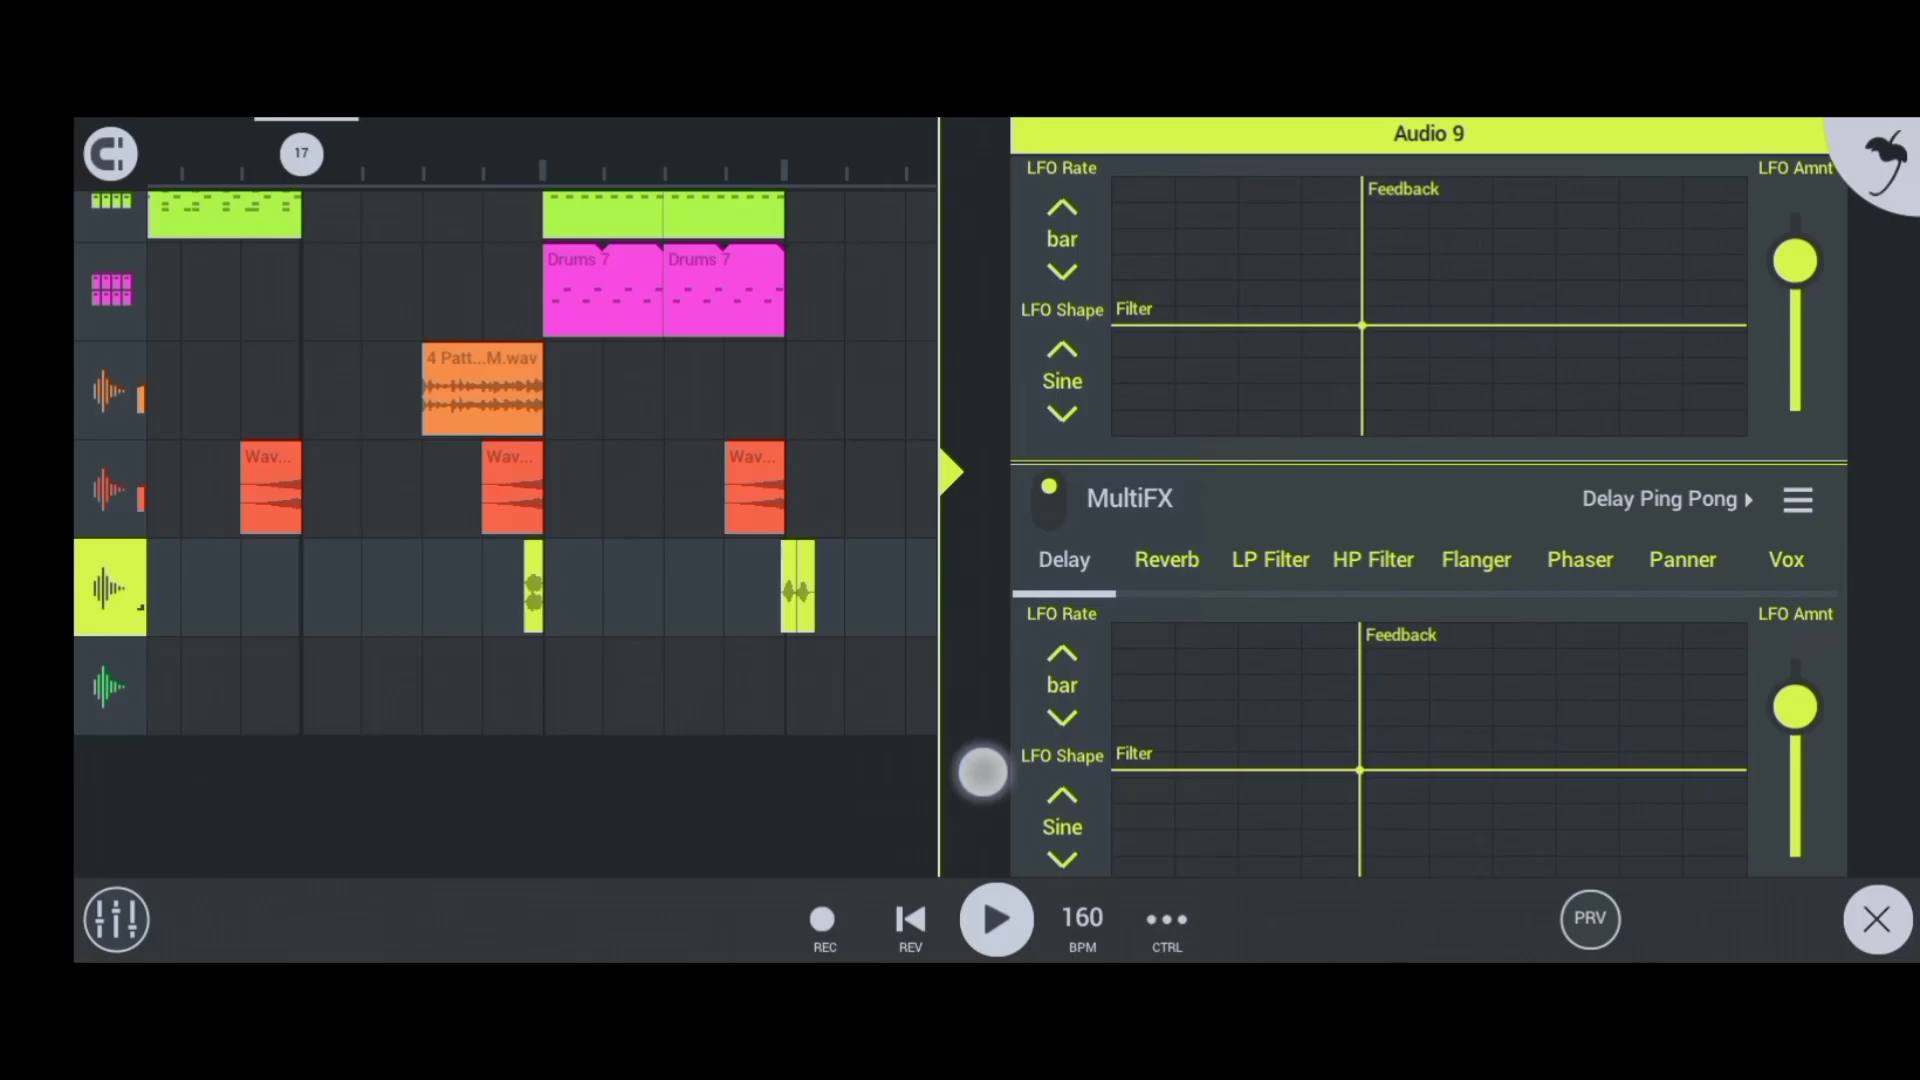 17
Audio 9
LFO Rate
LFO Amnt
Feedback
bar
LFO Shape
Filter
Sine
Drums 7
Drums 7
4 Patt...M.wav
Wav...
Wav...
Wav...
MultiFX
Delay Ping Pong
Delay
Reverb
LP Filter
HP Filter
Flanger
Phaser
Panner
Vox
LFO Rate
LFO Amnt
Feedback
bar
LFO Shape
Filter
Sine
REC
REV
160
BPM
CTRL
PRV